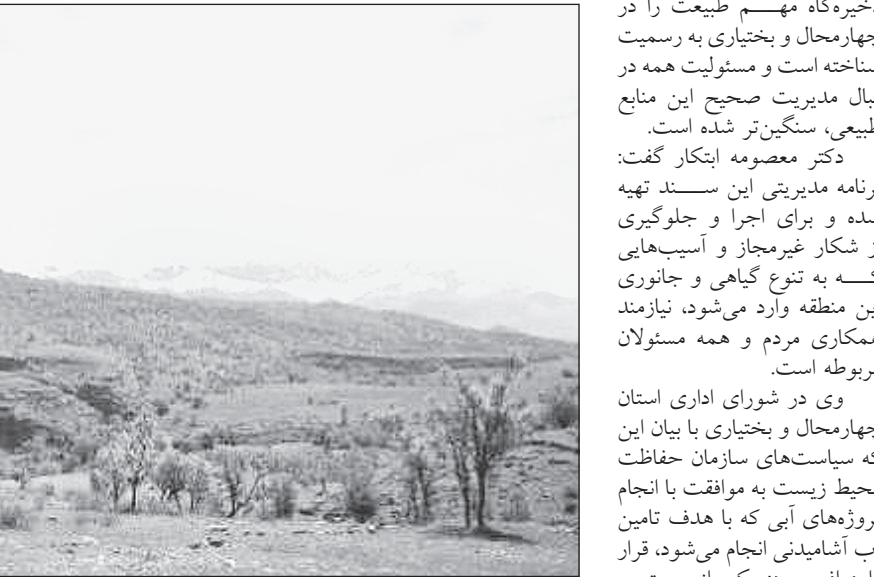 ذخیره‌گاه مهم طبیعت را در
چهارمحال و بختیاری به رسمیت
شناخته است و مسئولیت همه در
قبال مدیریت صحیح این منابع
طبیعی، سنگین‌تر شده است.
دکتر معصومه ابتکار گفت:
برنامه مدیریتی این سند تهیه
شده و برای اجرا و جلوگیری
از شکار غیرمجاز و آسیب‌هایی
که به تنوع گیاهی و جانوری
این منطقه وارد می‌شود، نیازمند
همکاری مردم و همه مسئولان
مربوطه است.
وی در شورای اداری استان
چهارمحال و بختیاری با بیان این
که سیاست‌های سازمان حفاظت
محیط زیست به موافقت با انجام
پروژه‌های آبی که با هدف تامین
آب آشامیدنی انجام می‌شود، قرار